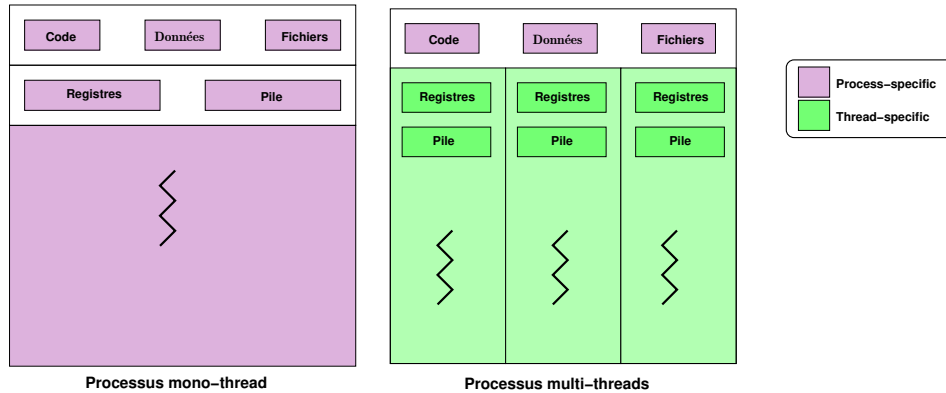 Code Données Fichiers
Registres Pile
Processus mono-thread
Code Données Fichiers
Registres Registres Registres
Pile Pile Pile
Processus multi-threads
Process-specific
Thread-specific